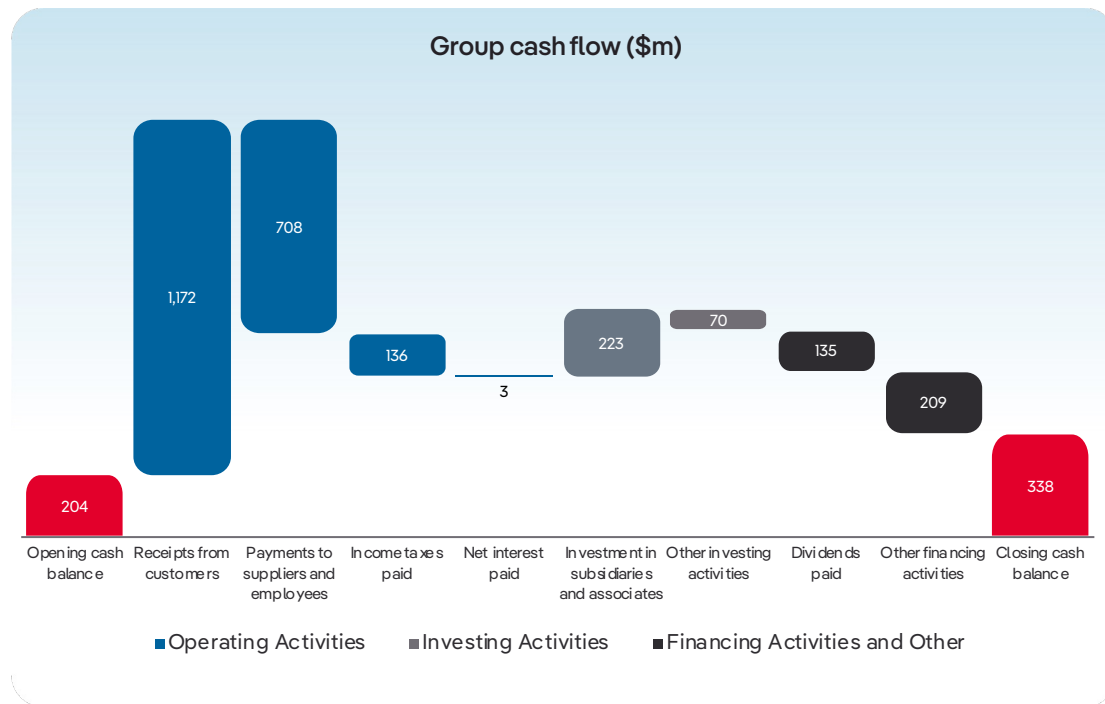 Group cash flow ($m)
1,172
708
136
3
223
70
135
209
204
338
Opening cash balance
Receipts from customers
Payments to suppliers and employees
Income taxes paid
Net interest paid
Investment in subsidiaries and associates
Other investing activities
Dividends paid
Other financing activities
Closing cash balance
Operating Activities
Investing Activities
Financing Activities and Other